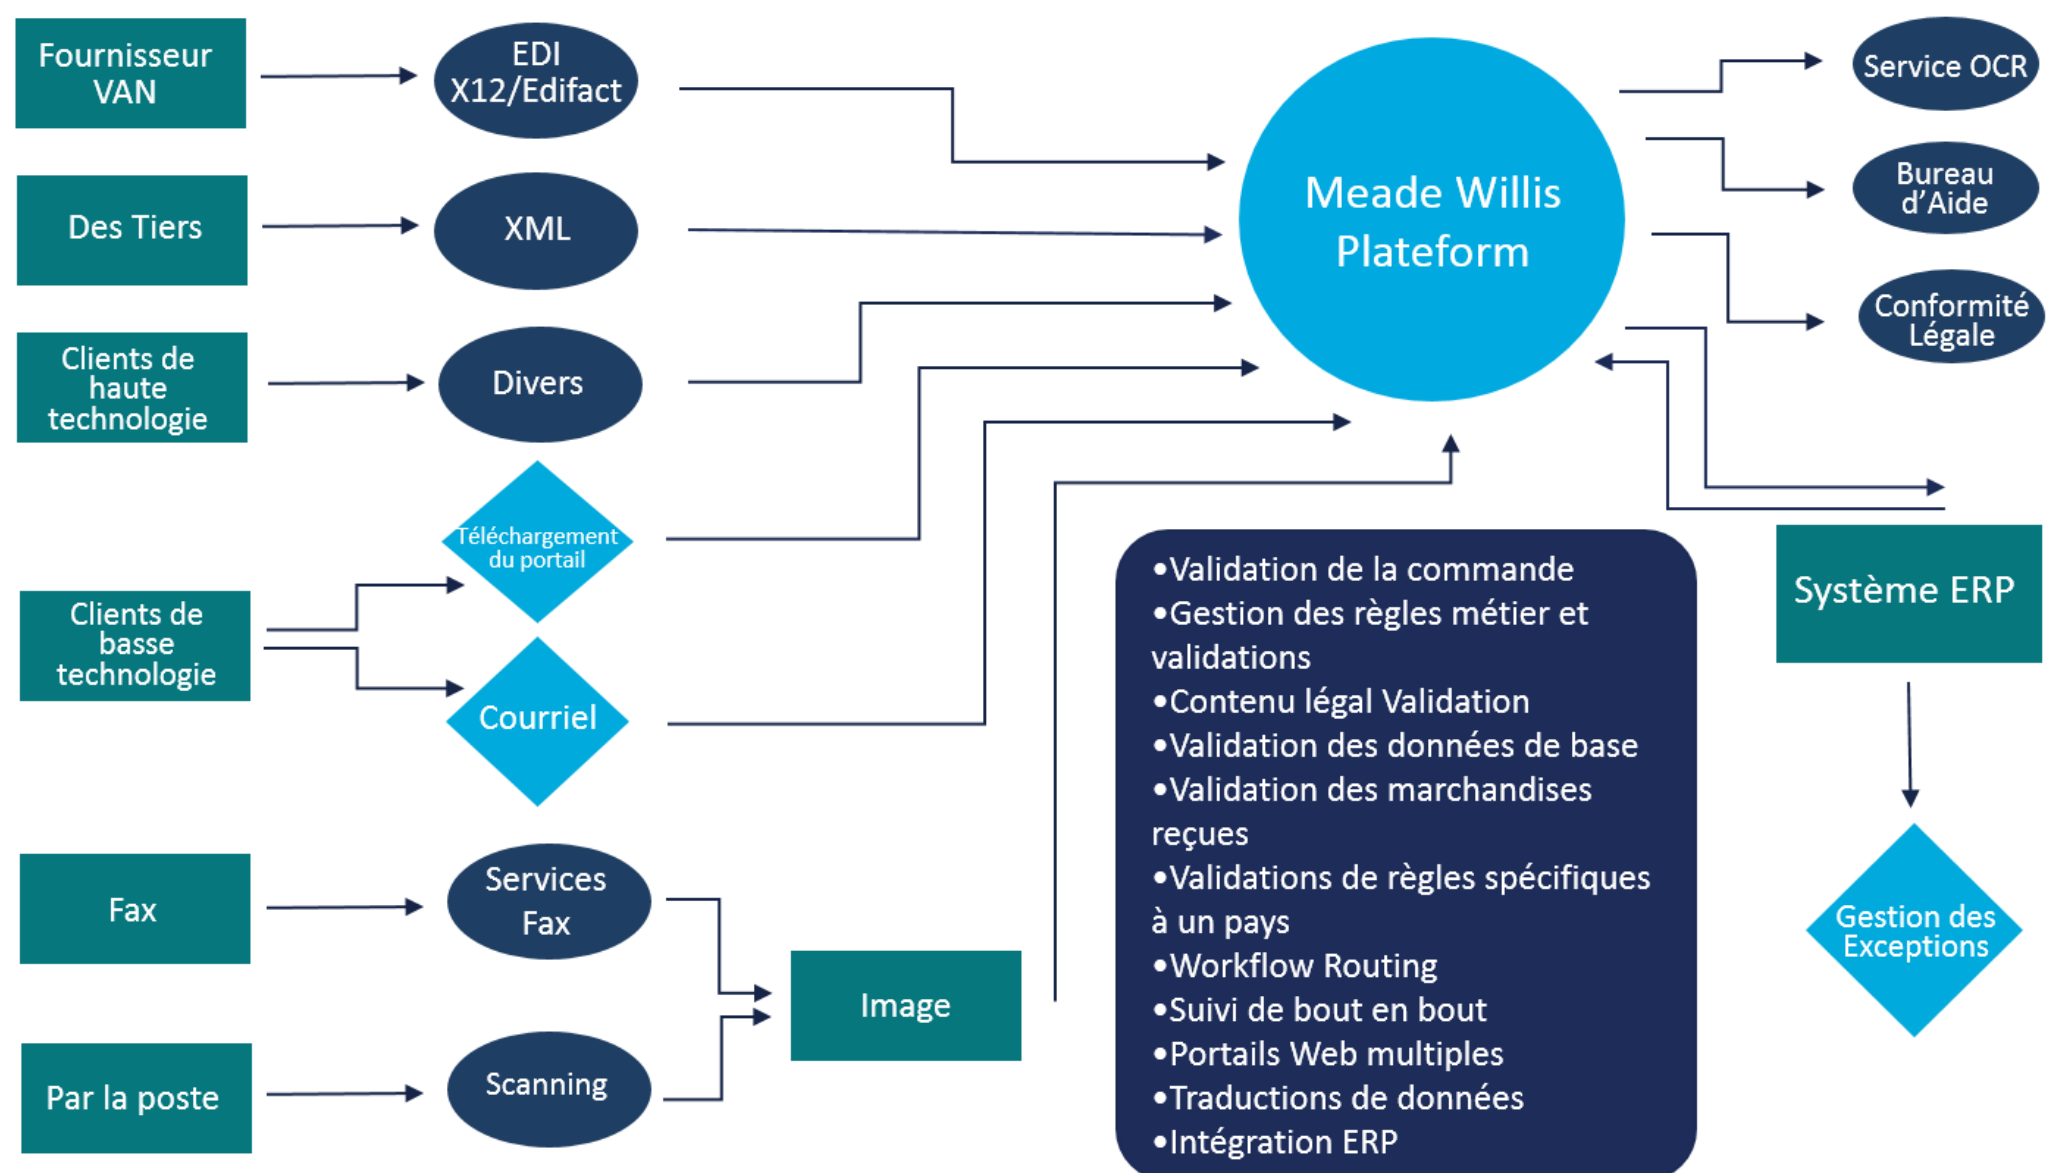 Fournisseur
VAN
EDI
X12/Edifact
Des Tiers
XML
Clients de
haute
technologie
Divers
Téléchargement
du portail
Clients de
basse
technologie
Courriel
Fax
Services
Fax
Par la poste
Scanning
Image
Meade Willis
Plateform
Service OCR
Bureau
d’Aide
Conformité
Légale
Système ERP
Gestion des
Exceptions
•Validation de la commande
•Gestion des règles métier et
validations
•Contenu légal Validation
•Validation des données de base
•Validation des marchandises
reçues
•Validations de règles spécifiques
à un pays
•Workflow Routing
•Suivi de bout en bout
•Portails Web multiples
•Traductions de données
•Intégration ERP